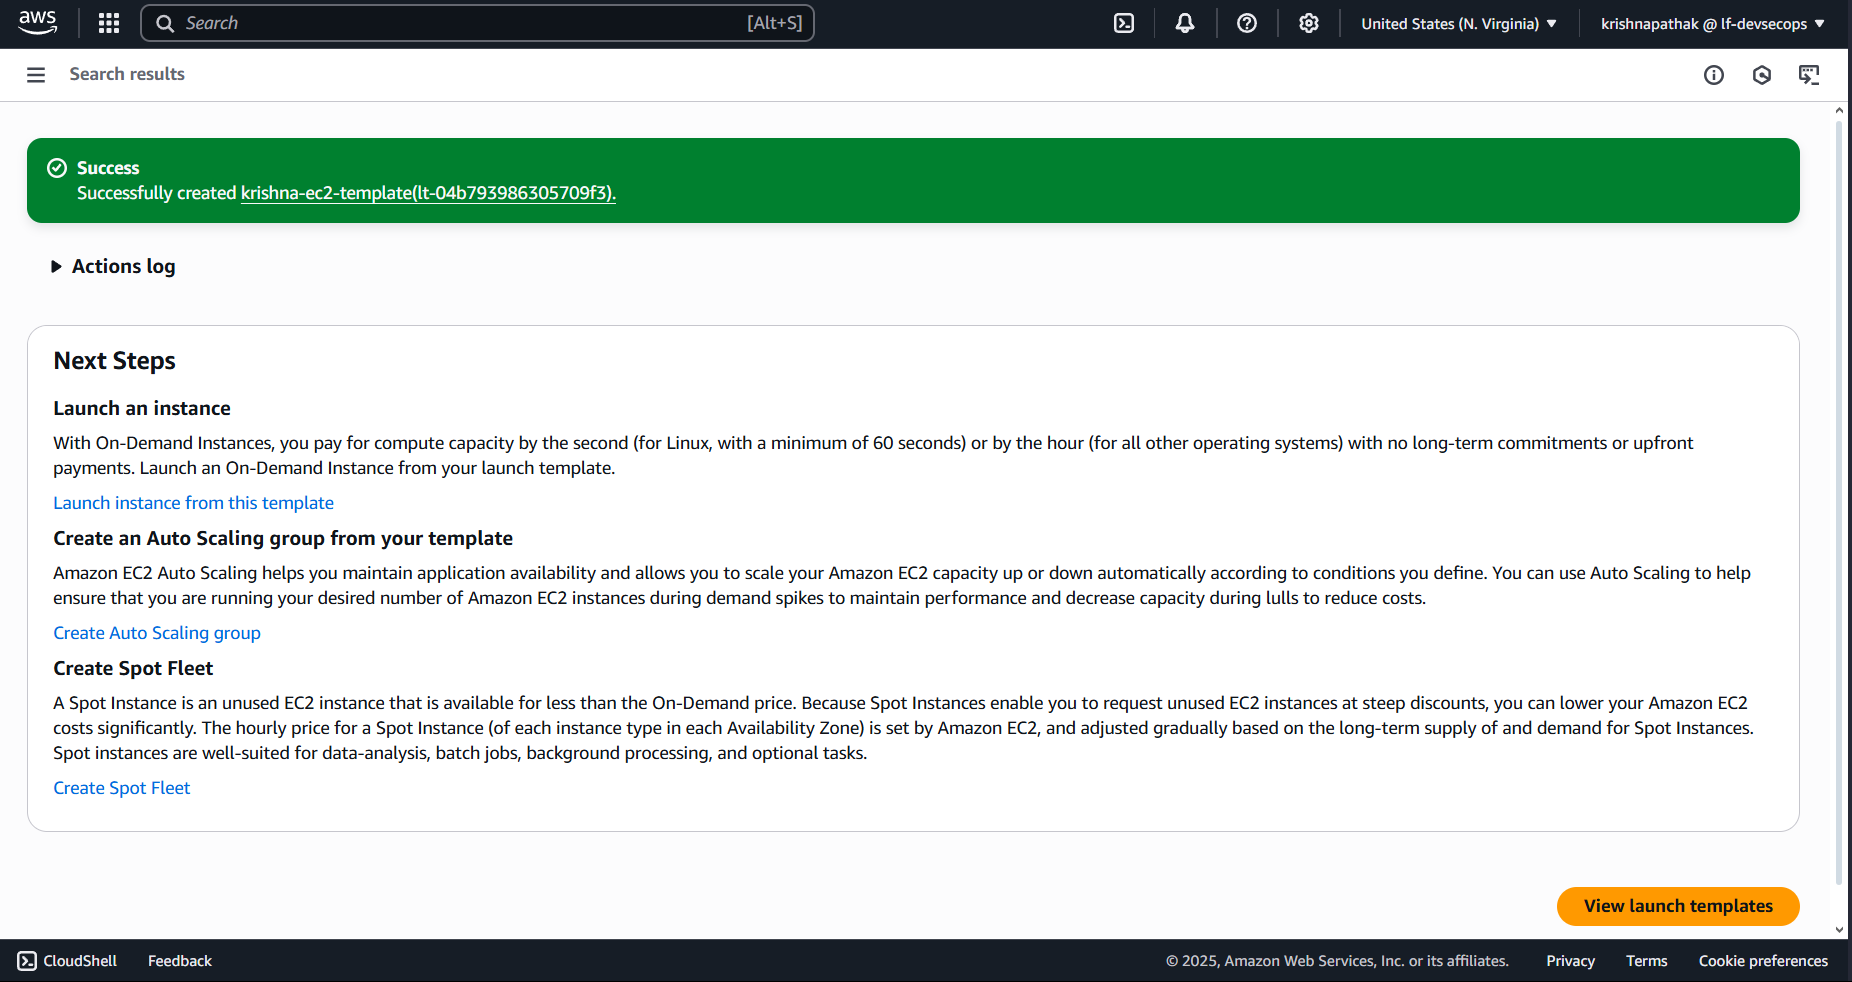 aws
Search [Alt+S]
United States (N. Virginia)
krishnapathak @ lf-devsecops
Search results
Success
Successfully created krishna-ec2-template(lt-04b793986305709f3).
Actions log
Next Steps
Launch an instance
With On-Demand Instances, you pay for compute capacity by the second (for Linux, with a minimum of 60 seconds) or by the hour (for all other operating systems) with no long-term commitments or upfront
payments. Launch an On-Demand Instance from your launch template.
Launch instance from this template
Create an Auto Scaling group from your template
Amazon EC2 Auto Scaling helps you maintain application availability and allows you to scale your Amazon EC2 capacity up or down automatically according to conditions you define. You can use Auto Scaling to help
ensure that you are running your desired number of Amazon EC2 instances during demand spikes to maintain performance and decrease capacity during lulls to reduce costs.
Create Auto Scaling group
Create Spot Fleet
A Spot Instance is an unused EC2 instance that is available for less than the On-Demand price. Because Spot Instances enable you to request unused EC2 instances at steep discounts, you can lower your Amazon EC2
costs significantly. The hourly price for a Spot Instance (of each instance type in each Availability Zone) is set by Amazon EC2, and adjusted gradually based on the long-term supply of and demand for Spot Instances.
Spot instances are well-suited for data-analysis, batch jobs, background processing, and optional tasks.
Create Spot Fleet
View launch templates
CloudShell
Feedback
© 2025, Amazon Web Services, Inc. or its affiliates.
Privacy
Terms
Cookie preferences